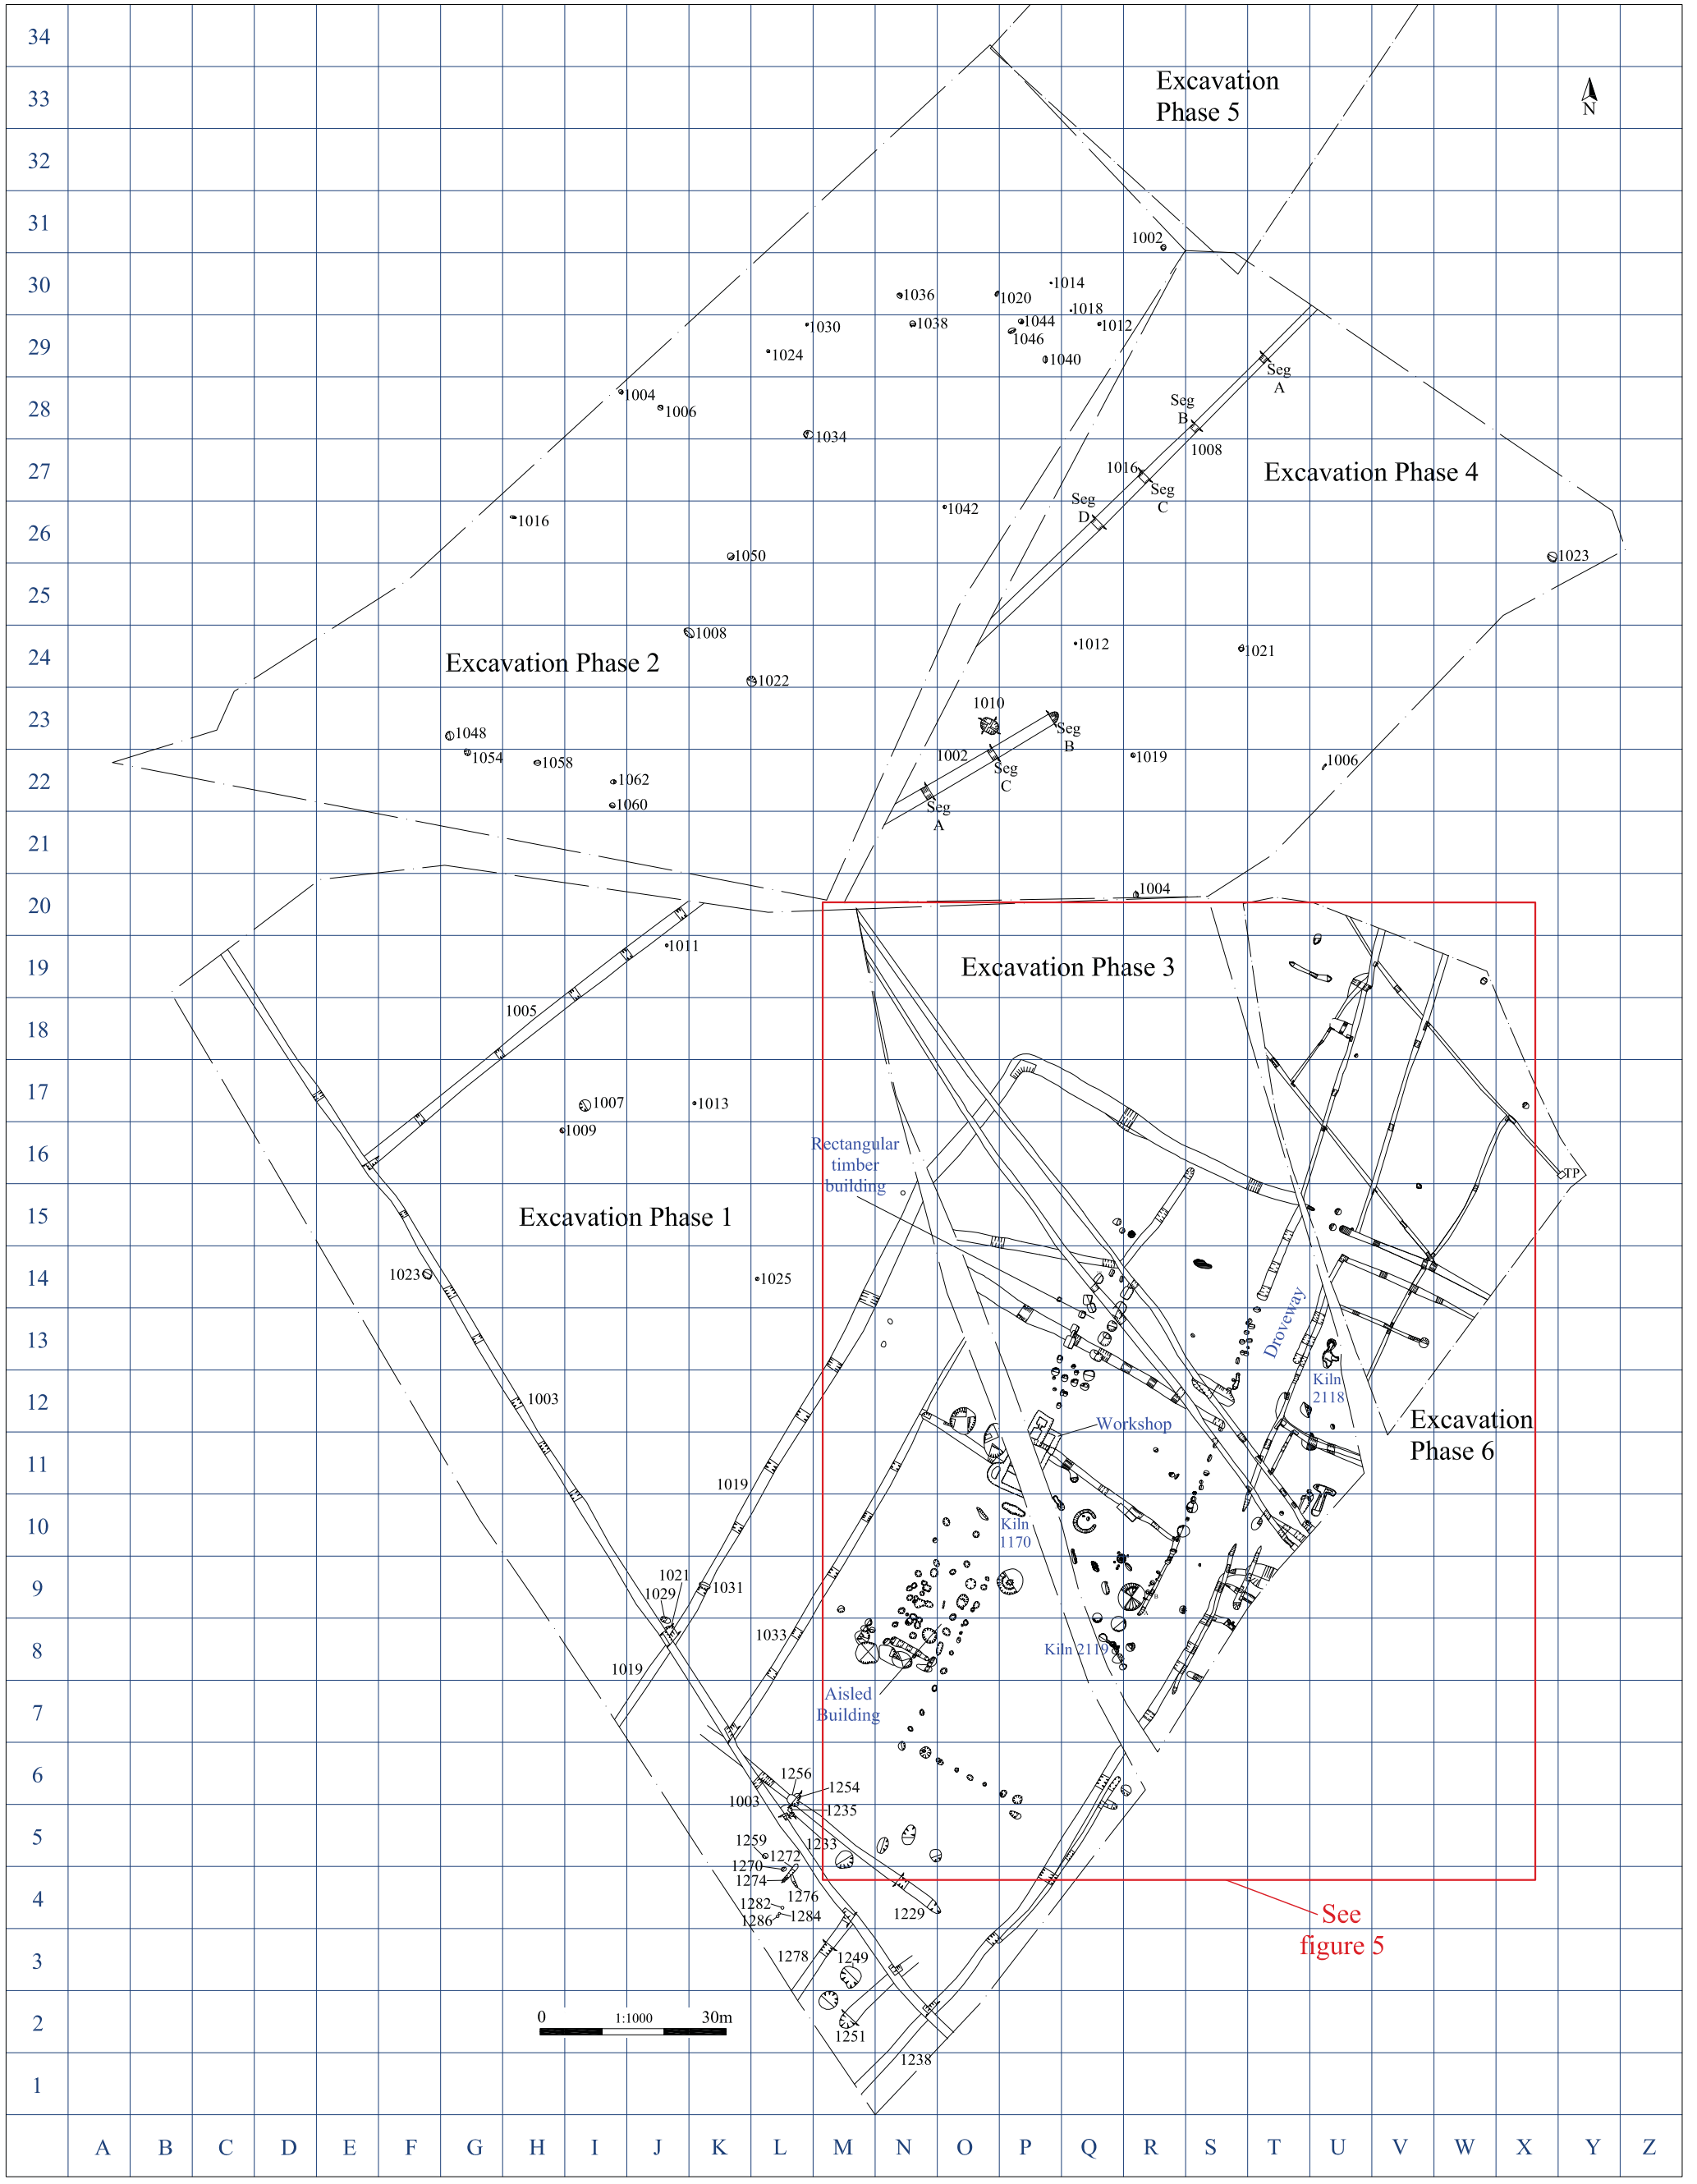 34
Excavation
Phase 5
33
N
32
31
1002
30
1014
1036
1020
1018
1030
1038
1044
1012
1046
29
1024
1040
Seg
A
28
1004
1006
Seg
B
1034
1008
27
1016
Excavation Phase 4
Seg
C
Seg
D
1042
26
1016
1050
1023
25
1008
24
Excavation Phase 2
1012
1021
1022
23
1010
1048
Seg
B
1054
1058
1002
1019
1006
22
Seg
C
1062
1060
Seg
A
21
1004
20
1011
19
Excavation Phase 3
1005
18
17
1007
1013
1009
Rectangular
timber
building
16
TP
15
Excavation Phase 1
14
1023
1025
13
Droveway
Kiln
2118
12
1003
Workshop
Excavation
Phase 6
11
1019
10
Kiln
1170
9
1021
1029
1031
8
1033
Kiln 2119
1019
Aisled
Building
7
6
1256
1254
1003
1235
5
1233
1259
1272
1270
1274
4
1276
1282
1229
1286
1284
See
figure 5
3
1278
1249
0
1:1000
30m
2
1251
1238
1
A
B
C
D
E
F
G
H
I
J
K
L
M
N
O
P
Q
R
S
T
U
V
W
X
Y
Z